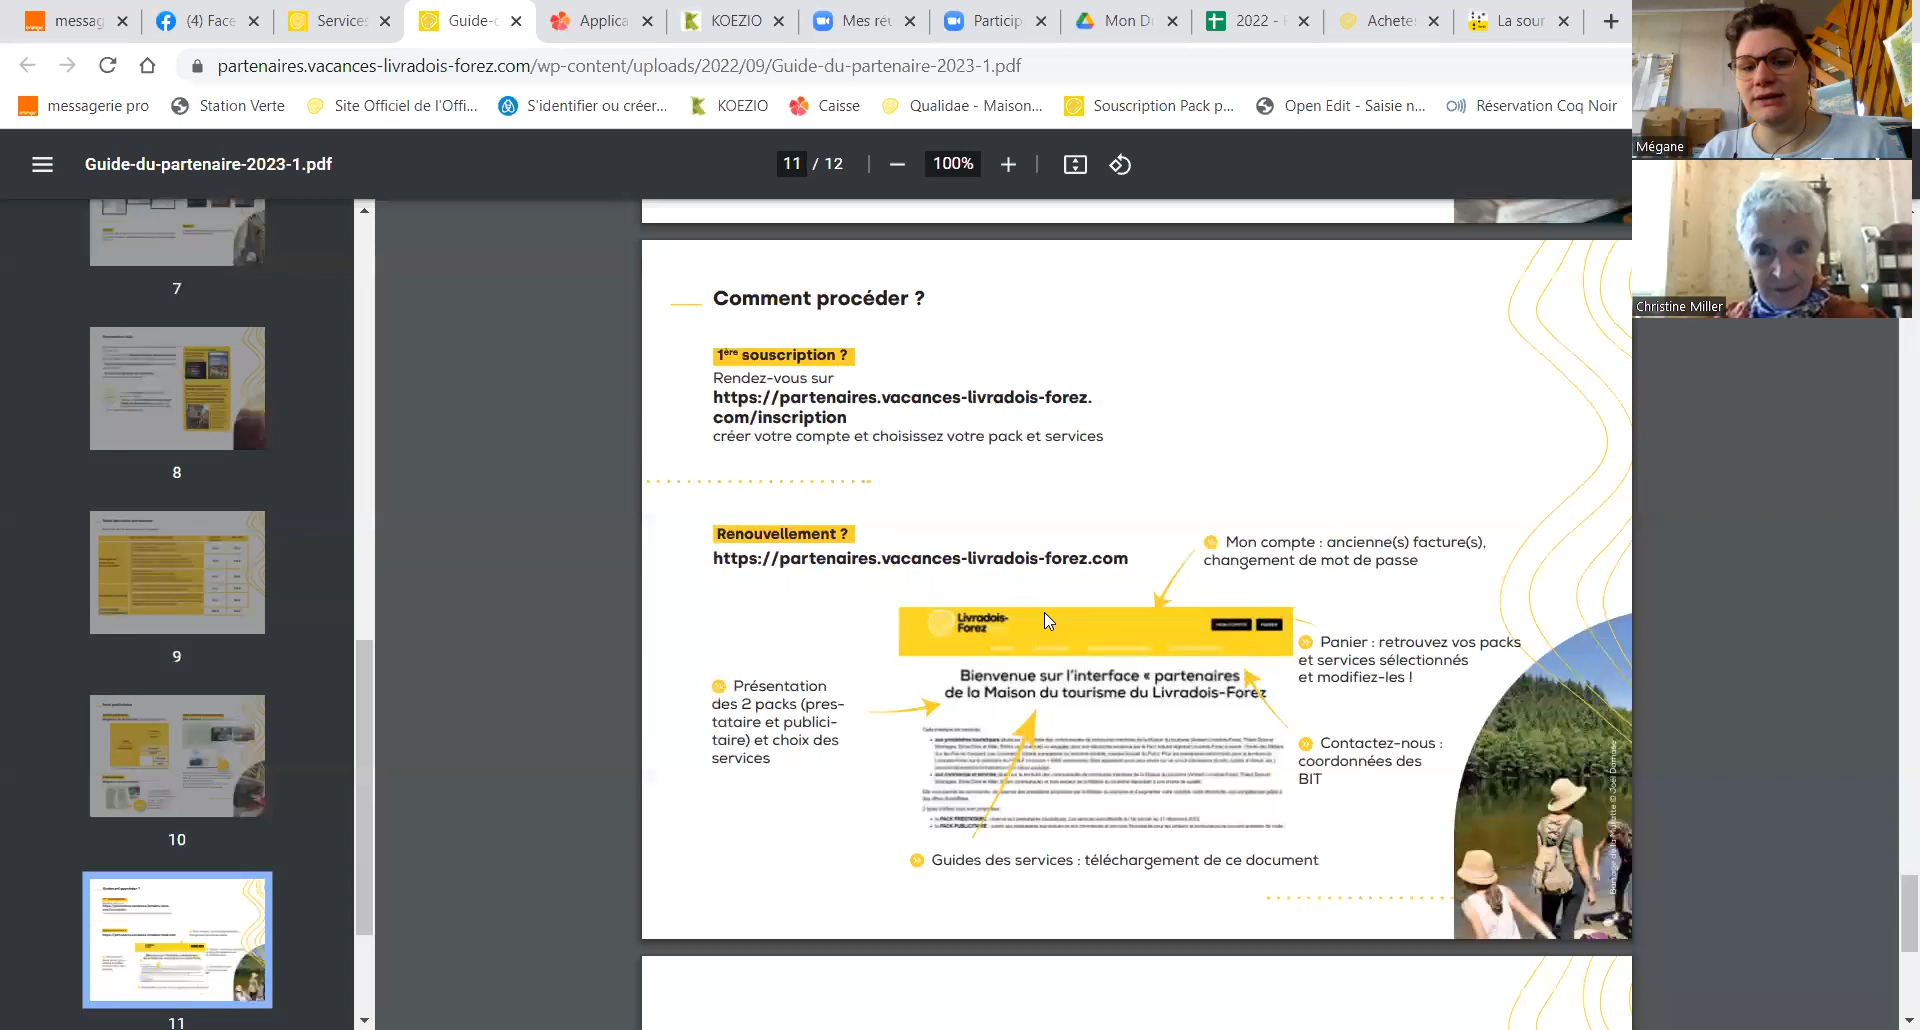 messag
(4) Face
Services
Guide-d
Applica
KOEZIO
Mes réu
Particip
Mon D
2022 -
Achete
La sour
partenaires.vacances-livradois-forez.com/wp-content/uploads/2022/09/Guide-du-partenaire-2023-1.pdf
messagerie pro
Station Verte
Site Officiel de l'Offi...
S'identifier ou créer...
KOEZIO
Caisse
Qualidae - Maison...
Souscription Pack p...
Open Edit - Saisie n...
Réservation Coq Noir
Mégane
Christine Miller
Guide-du-partenaire-2023-1.pdf
11 / 12
100%
7
8
9
10
11
Comment procéder ?
1ère souscription ?
Rendez-vous sur
https://partenaires.vacances-livradois-forez.
com/inscription
créer votre compte et choisissez votre pack et services
Renouvellement ?
https://partenaires.vacances-livradois-forez.com
Mon compte : ancienne(s) facture(s),
changement de mot de passe
Livradois-
Forez
MON COMPTE
PANIER
Panier : retrouvez vos packs
et services sélectionnés
et modifiez-les !
Bienvenue sur l'interface « partenaires
de la Maison du tourisme du Livradois-Forez
Présentation
des 2 packs (pres-
tataire et publici-
taire) et choix des
services
Contactez-nous :
coordonnées des
BIT
Guides des services : téléchargement de ce document